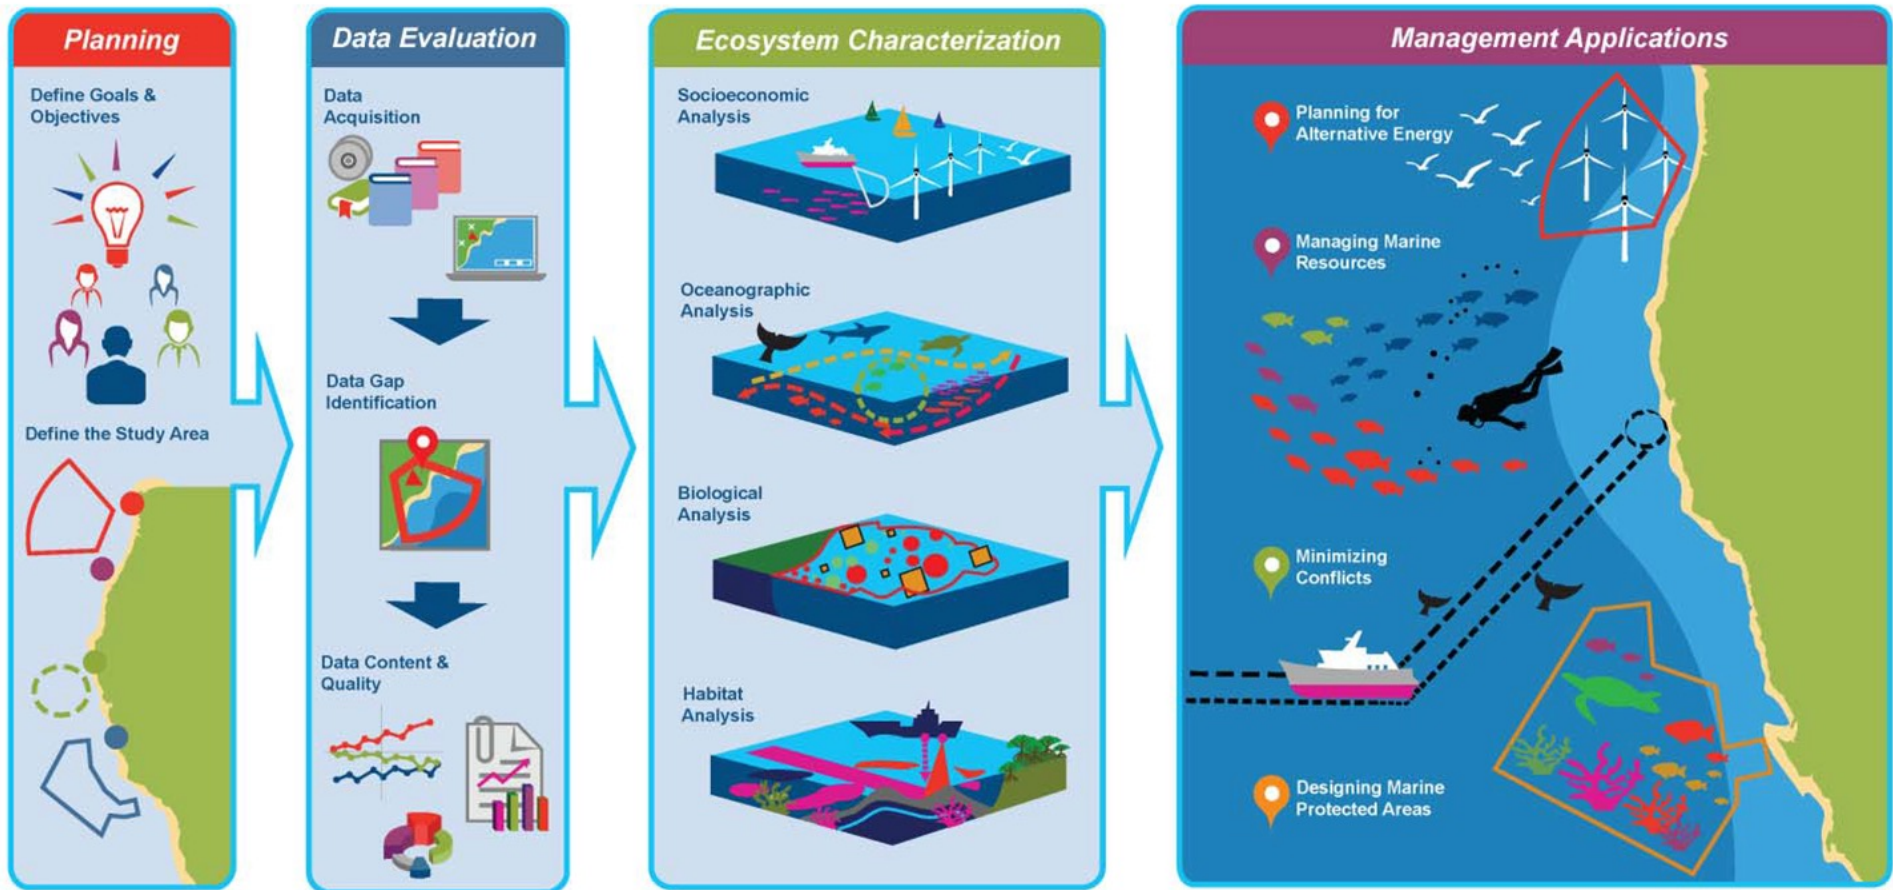 Planning
Define Goals &
Objectives
Define the Study Area
Data Evaluation
Data
Acquisition
Data Gap
Identification
Data Content &
Quality
Ecosystem Characterization
Socioeconomic
Analysis
Oceanographic
Analysis
Biological
Analysis
Habitat
Analysis
Management Applications
Planning for
Alternative Energy
Managing Marine
Resources
Minimizing
Conflicts
Designing Marine
Protected Areas